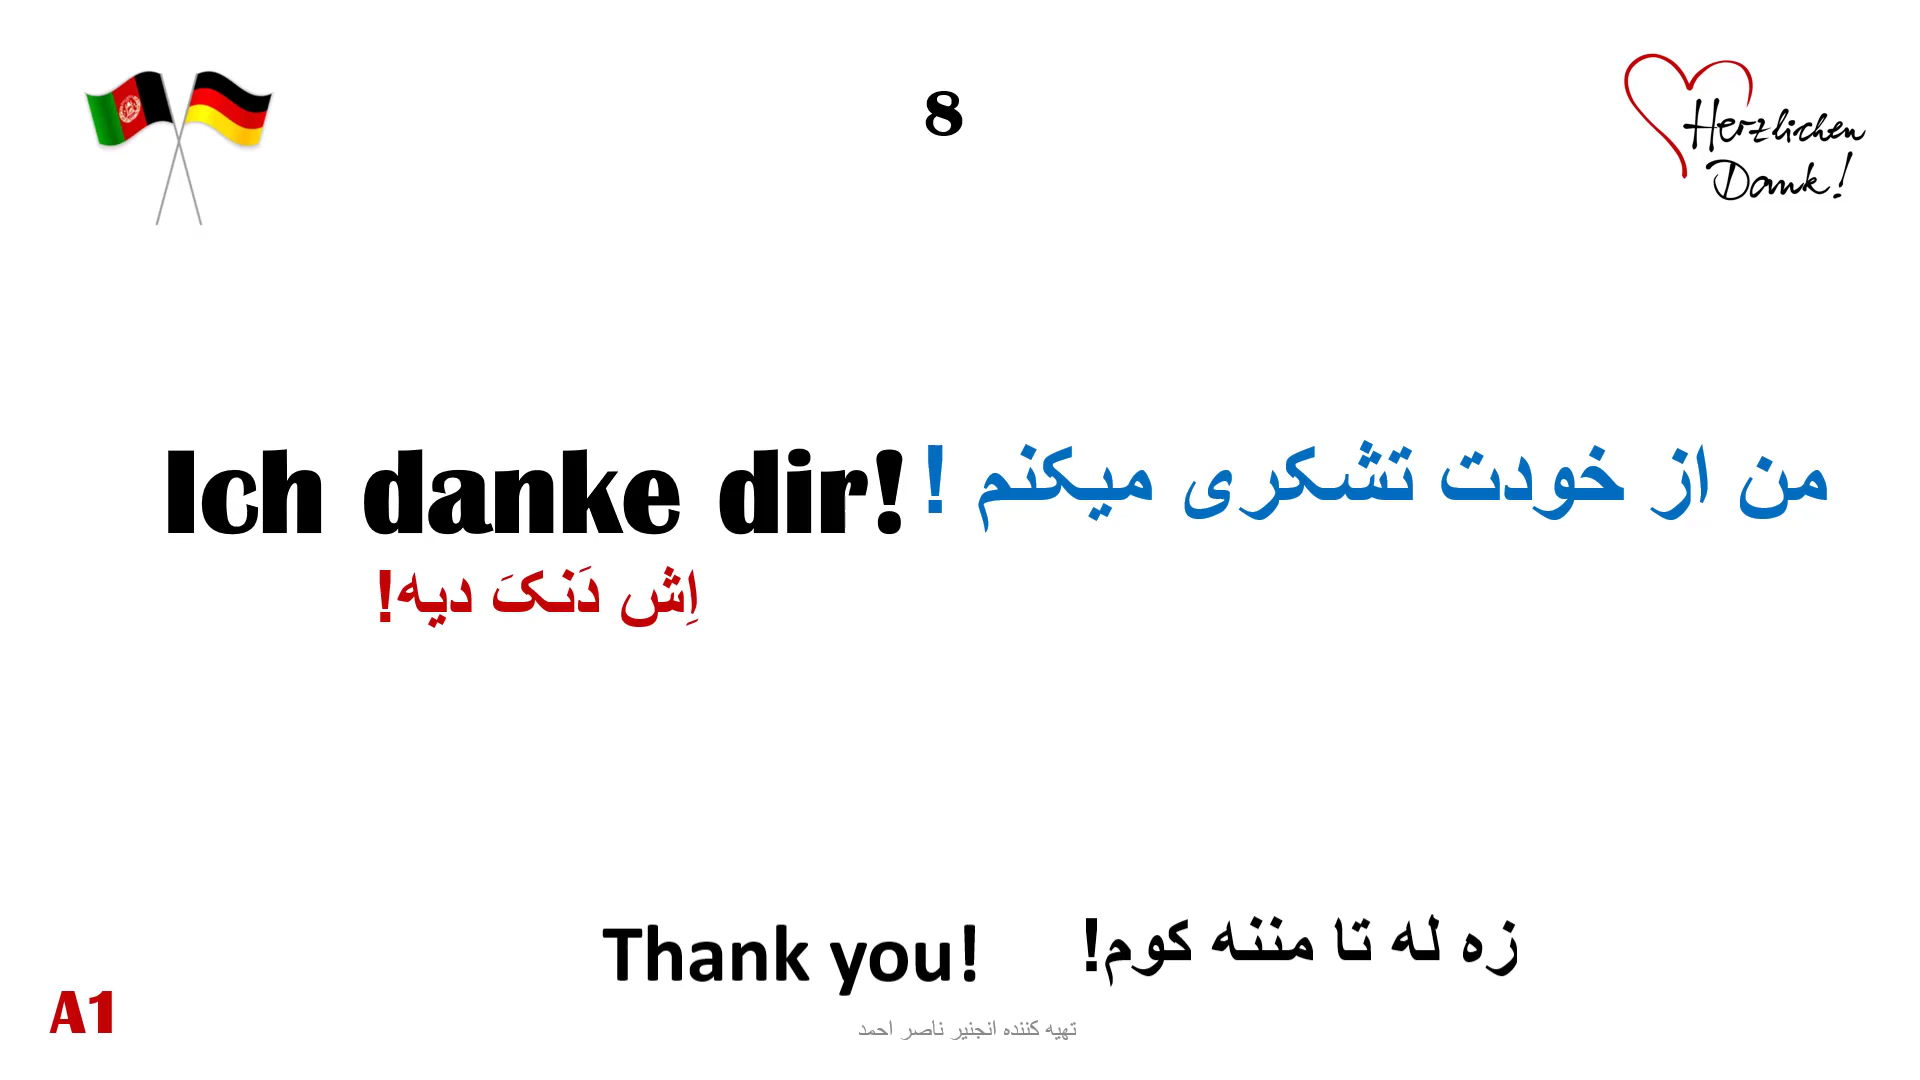 8
Herzlichen
Dank!
Ich danke dir! من از خودت تشکری میکنم !
اِش دَنکَ دیه!
Thank you! زه له تا مننه کوم!
A1
تهیه کننده انجنیر ناصر احمد